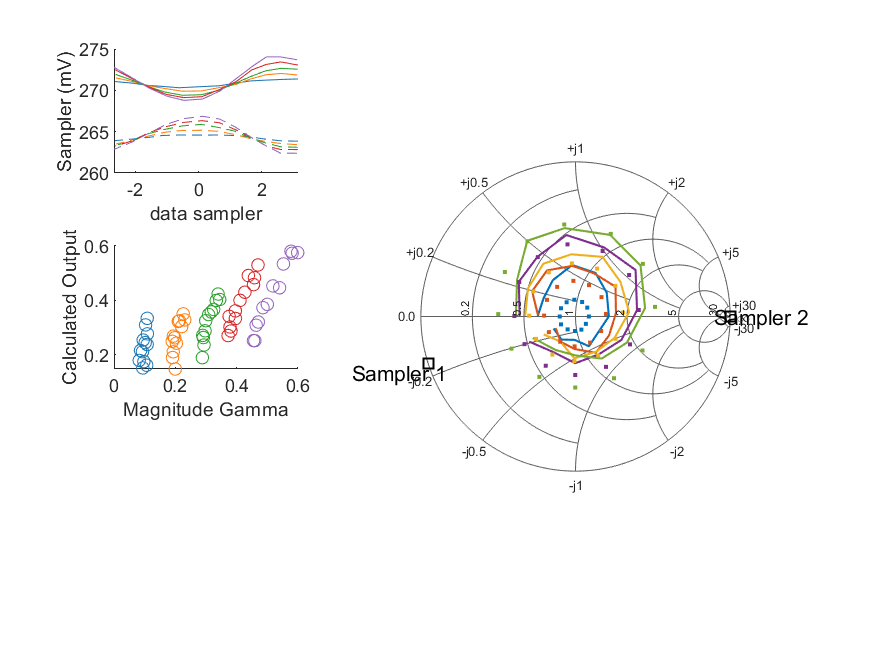 275
270
265
260
Sampler (mV)
-2
0
2
data sampler
0.6
0.4
0.2
Calculated Output
0
0.2
0.4
0.6
Magnitude Gamma
+j1
+j0.5
+j2
+j0.2
+j5
0.0
0.2
0.5
1
2
5
30
+j30
-j30
Sampler 2
Sampler 1
-j0.2
-j5
-j0.5
-j2
-j1